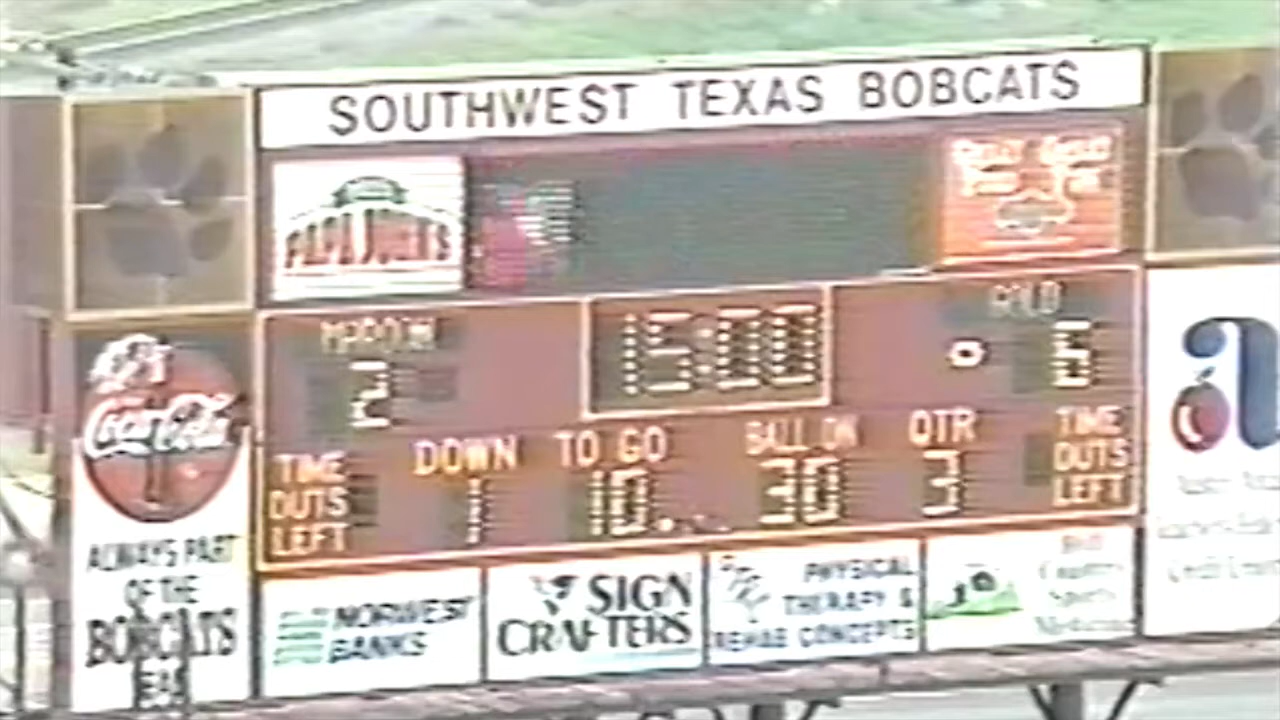 SOUTHWEST TEXAS BOBCATS
PAPA JOHN'S
MAROON
15:00
GOLD
2
6
DOWN
TO GO
BALL ON
QTR
TIME
OUTS
LEFT
1
10
30
3
TIME
OUTS
LEFT
Coca-Cola
ALWAYS PART
OF THE
BOBCATS
NORWEST
BANKS
SIGN
CRAFTERS
PHYSICAL
THERAPY &
REHAB CONCEPTS
a